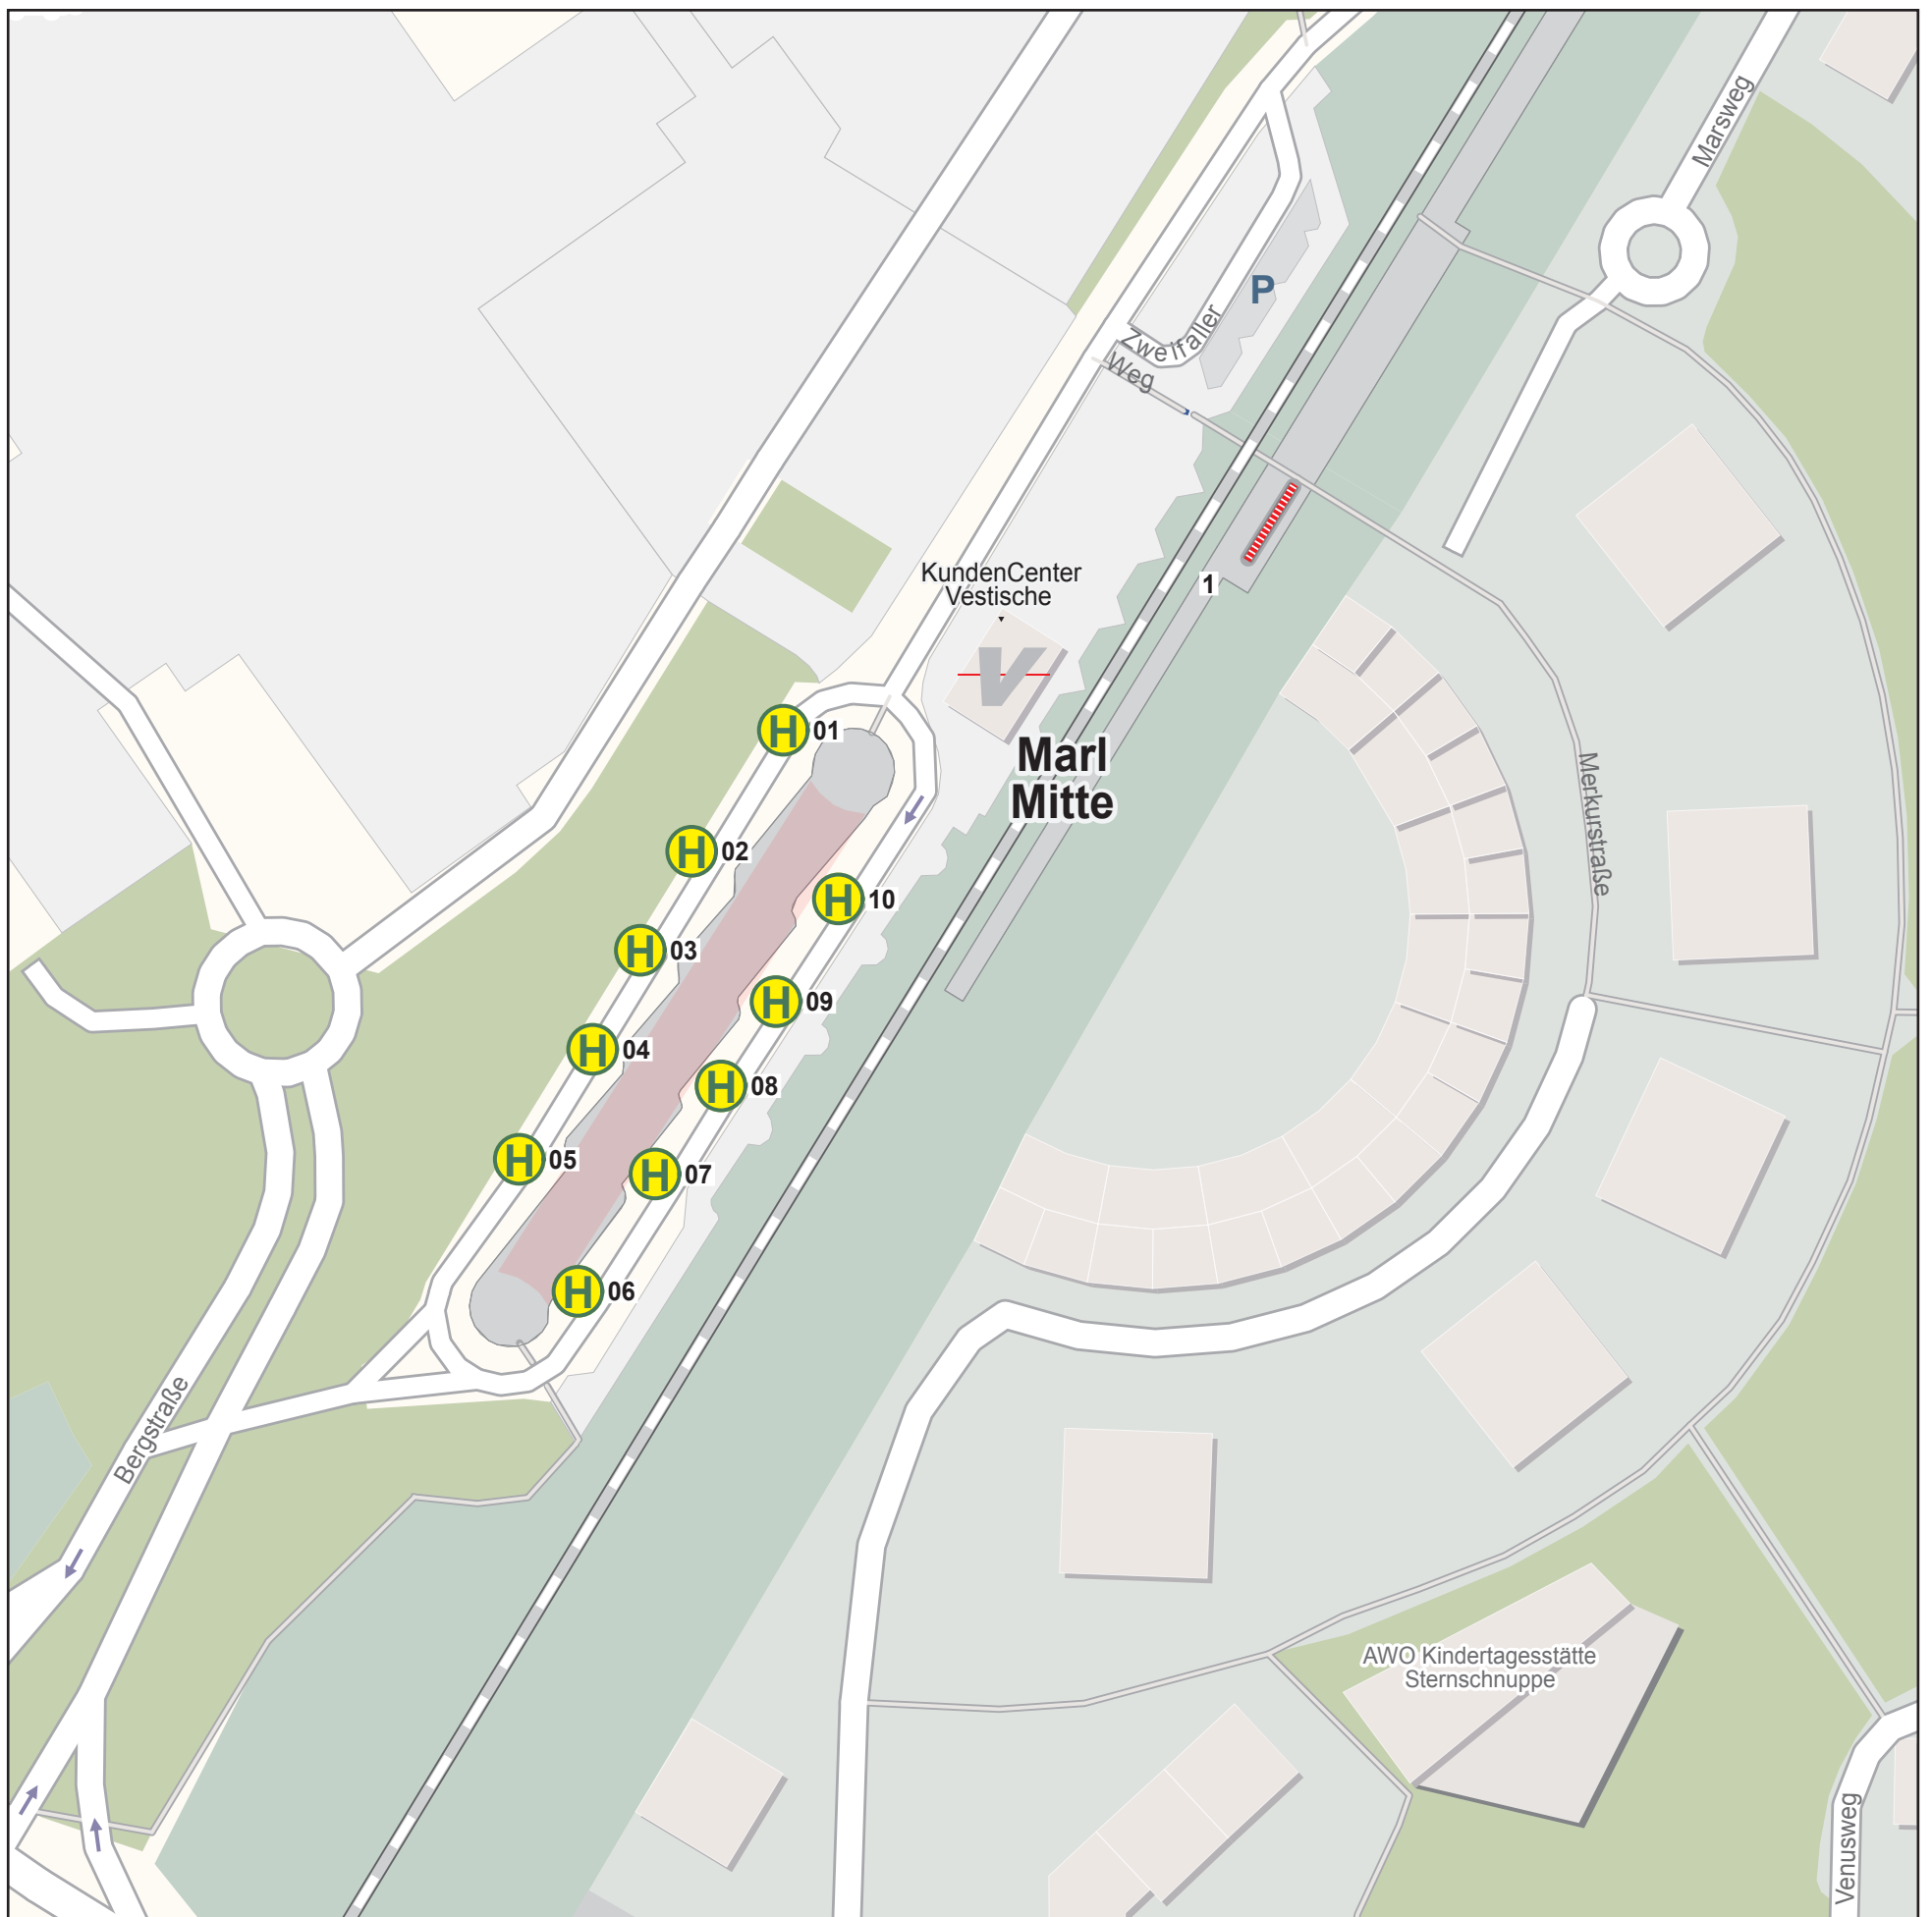 Marsweg
P
Zweifaller
Weg
KundenCenter
Vestische
1
V
Marl
Mitte
H 01
H 02
H 10
H 03
H 09
H 04
H 08
H 05
H 07
H 06
Merkurstraße
Bergstraße
AWO Kindertagesstätte
Sternschnuppe
Venusweg